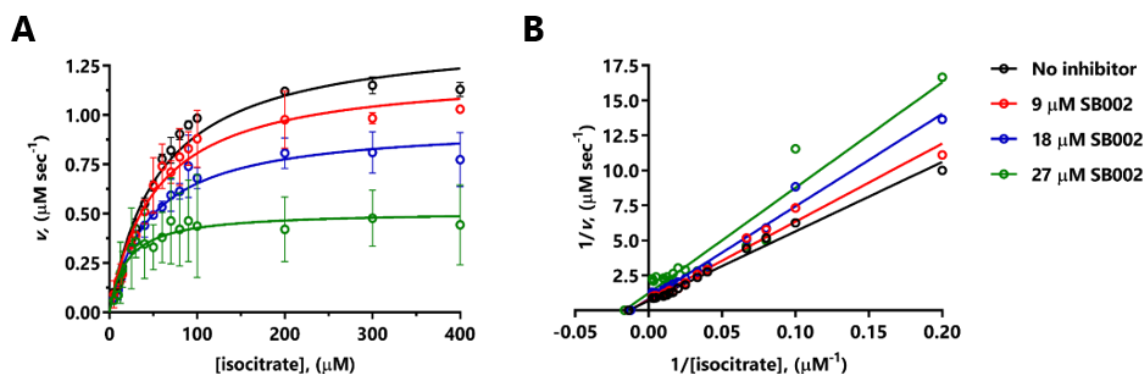 A
B
1.25
1.00
0.75
0.50
0.25
0.00
v, (μM sec⁻¹)
0
100
200
300
400
[isocitrate], (μM)
17.5
15.0
12.5
10.0
7.5
5.0
2.5
1/v, (μM sec⁻¹)
-0.05
0.00
0.05
0.10
0.15
0.20
1/[isocitrate], (μM⁻¹)
No inhibitor
9 μM SB002
18 μM SB002
27 μM SB002